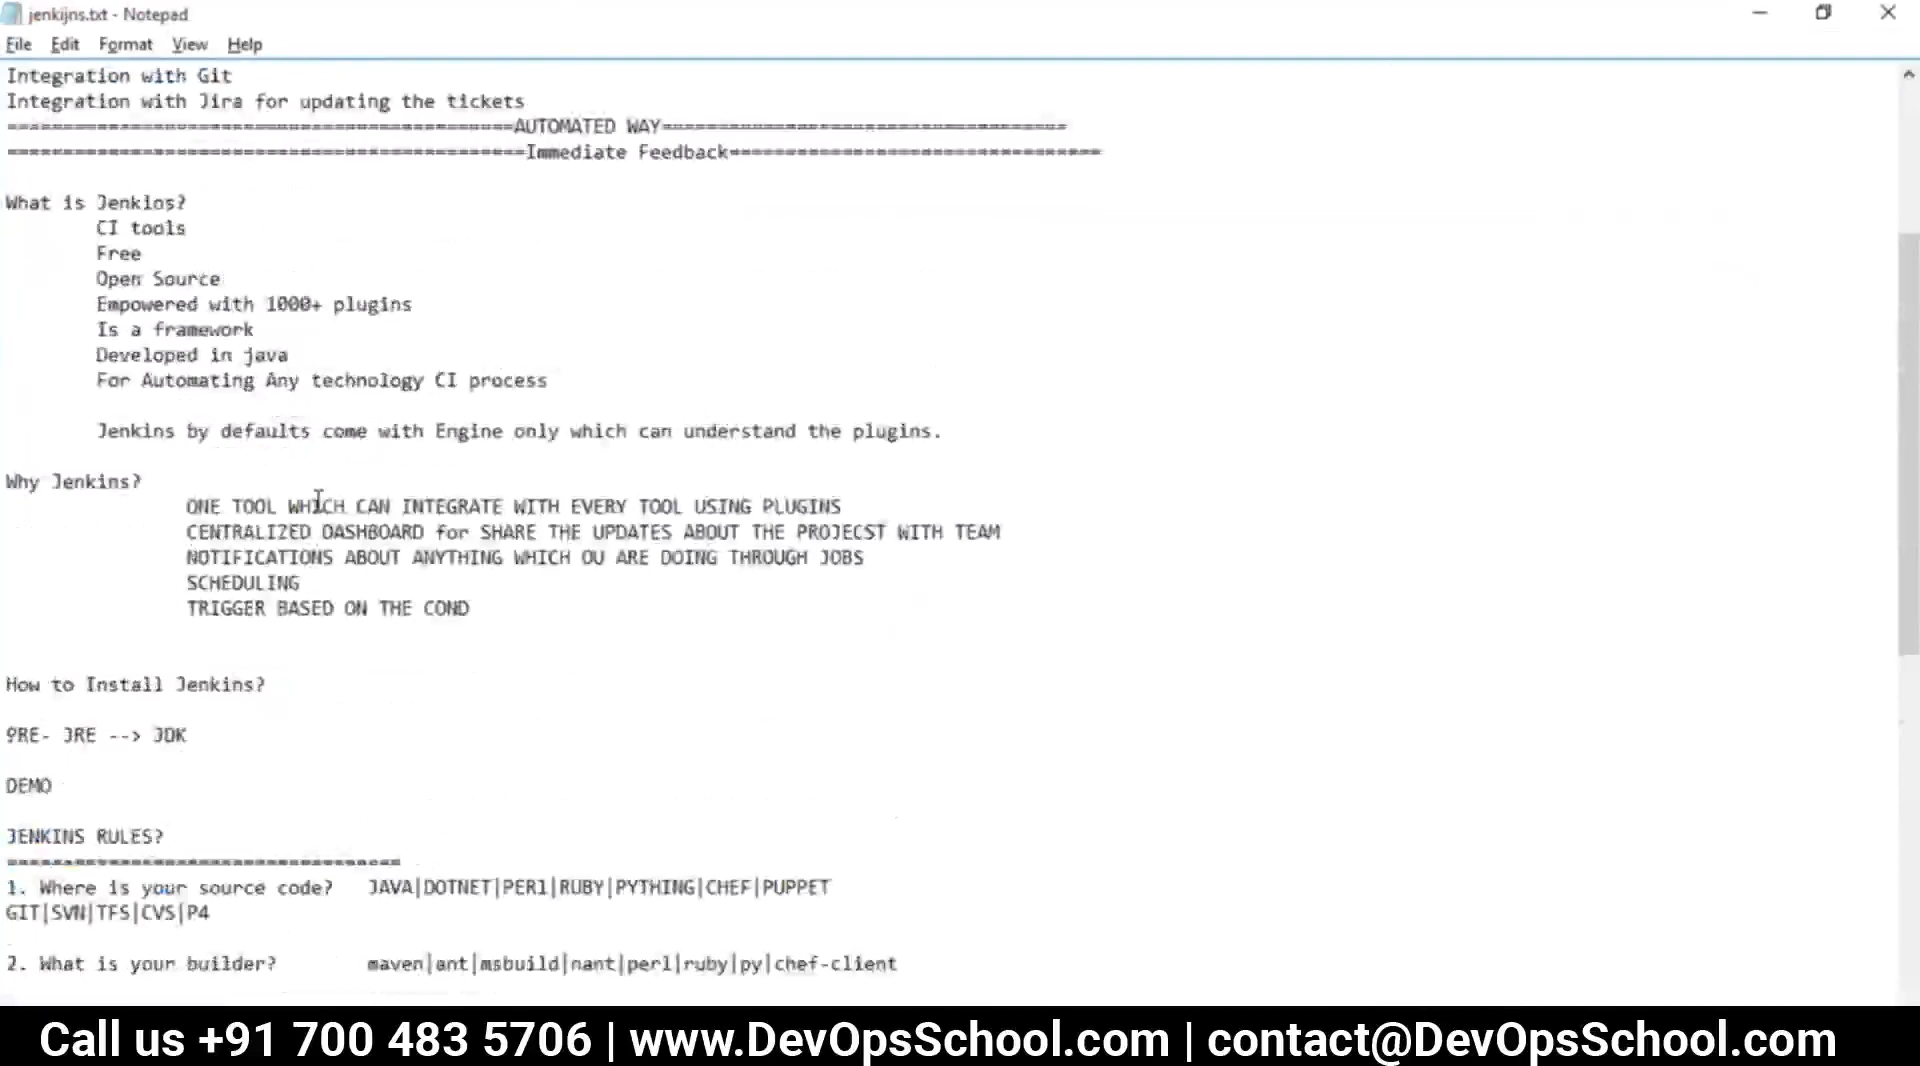 jenkijns.txt - Notepad
File Edit Format View Help
Integration with Git
Integration with Jira for updating the tickets
==============================================AUTOMATED WAY====================================
==============================================Immediate Feedback=================================
What is Jenkins?
CI tools
Free
Open Source
Empowered with 1000+ plugins
Is a framework
Developed in java
For Automating Any technology CI process
Jenkins by defaults come with Engine only which can understand the plugins.
Why Jenkins?
ONE TOOL WHICH CAN INTEGRATE WITH EVERY TOOL USING PLUGINS
CENTRALIZED DASHBOARD for SHARE THE UPDATES ABOUT THE PROJECST WITH TEAM
NOTIFICATIONS ABOUT ANYTHING WHICH OU ARE DOING THROUGH JOBS
SCHEDULING
TRIGGER BASED ON THE COND
How to Install Jenkins?
PRE- JRE --> JDK
DEMO
JENKINS RULES?
===================================
1. Where is your source code? JAVA|DOTNET|PERl|RUBY|PYTHING|CHEF|PUPPET
GIT|SVN|TFS|CVS|P4
2. What is your builder? maven|ant|msbuild|nant|perl|ruby|py|chef-client
Call us +91 700 483 5706 | www.DevOpsSchool.com | contact@DevOpsSchool.com